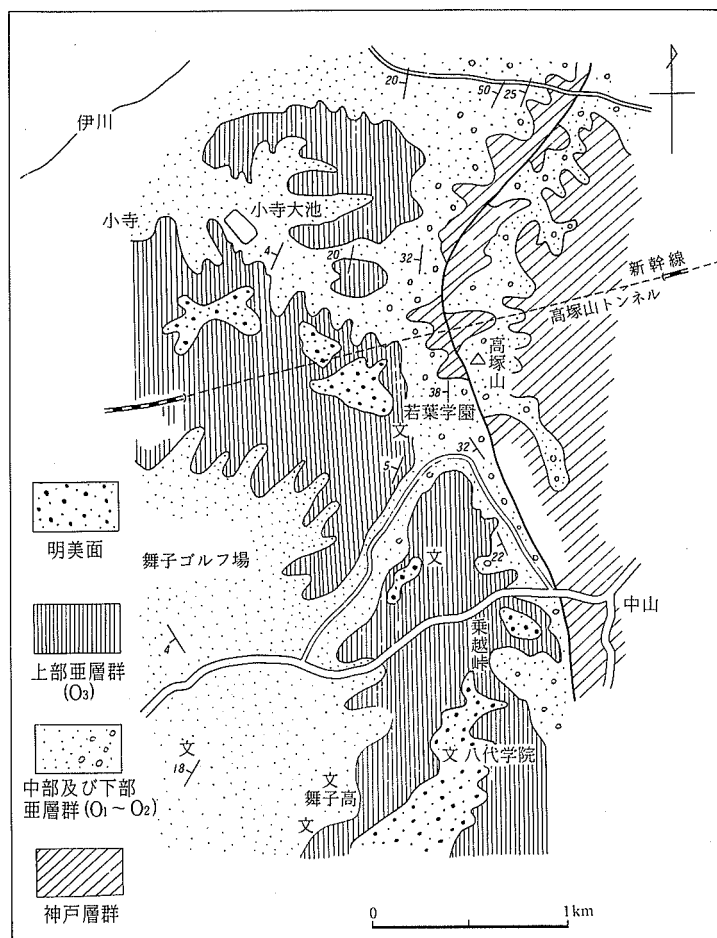 20
50
25
伊川
小寺
小寺大池
4
20
32
新幹線
高塚山トンネル
高塚山
38
若葉学園
文
32
5
明美面
舞子ゴルフ場
文
22
中山
上部亜層群
(O₃)
乗越峠
4
文
18
文 八代学院
文
舞子高
文
中部及び下部
亜層群(O₁～O₂)
神戸層群
0
1km